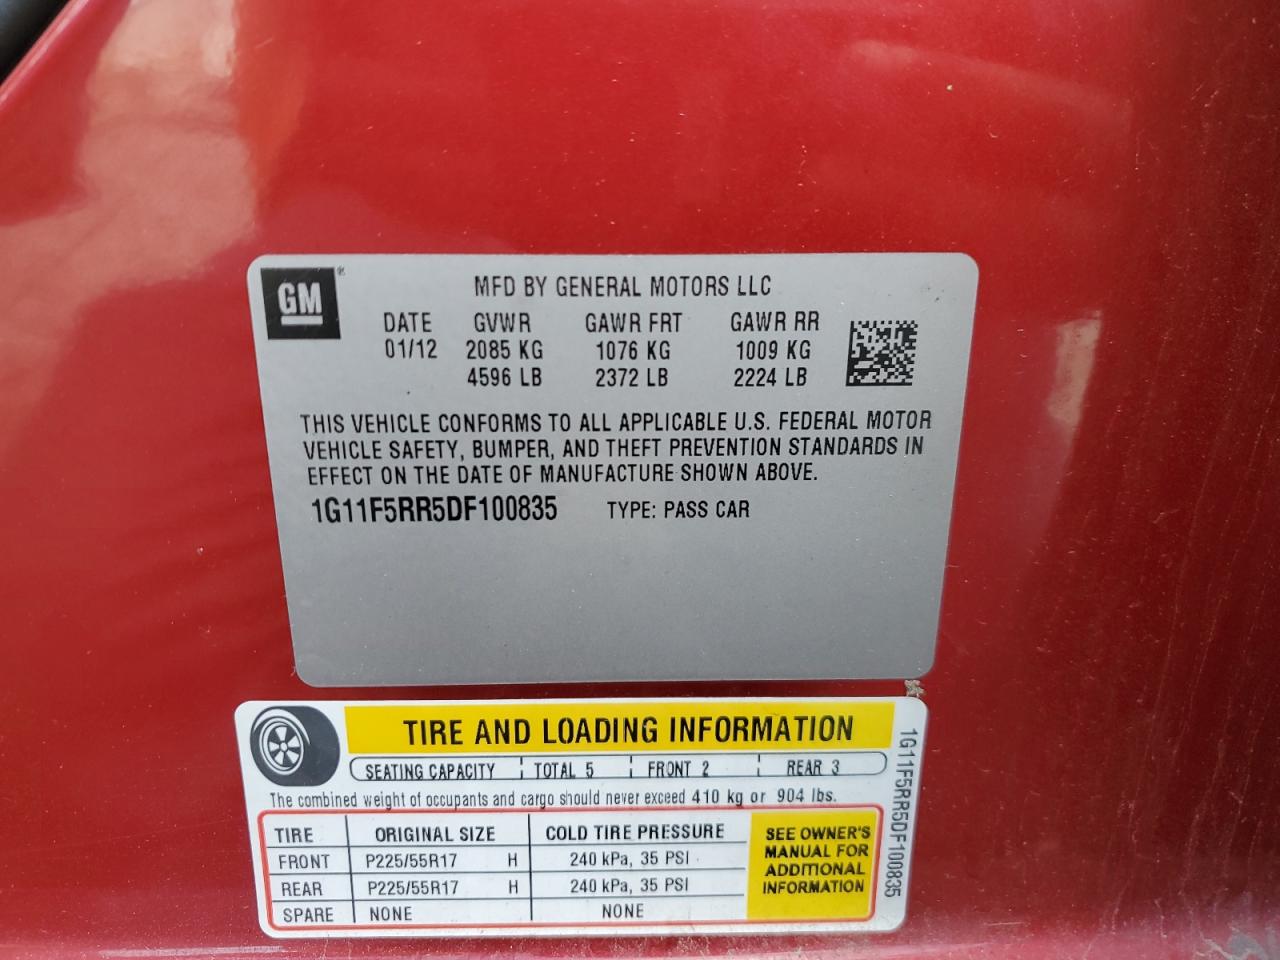 GM ®
MFD BY GENERAL MOTORS LLC
DATE GVWR GAWR FRT GAWR RR
01/12 2085 KG 1076 KG 1009 KG
4596 LB 2372 LB 2224 LB
THIS VEHICLE CONFORMS TO ALL APPLICABLE U.S. FEDERAL MOTOR
VEHICLE SAFETY, BUMPER, AND THEFT PREVENTION STANDARDS IN
EFFECT ON THE DATE OF MANUFACTURE SHOWN ABOVE.
1G11F5RR5DF100835 TYPE: PASS CAR
TIRE AND LOADING INFORMATION
SEATING CAPACITY TOTAL 5 FRONT 2 REAR 3
The combined weight of occupants and cargo should never exceed 410 kg or 904 lbs.
TIRE ORIGINAL SIZE COLD TIRE PRESSURE
FRONT P225/55R17 H 240 kPa, 35 PSI
REAR P225/55R17 H 240 kPa, 35 PSI
SPARE NONE NONE
SEE OWNER'S
MANUAL FOR
ADDITIONAL
INFORMATION
1G11F5RR5DF100835